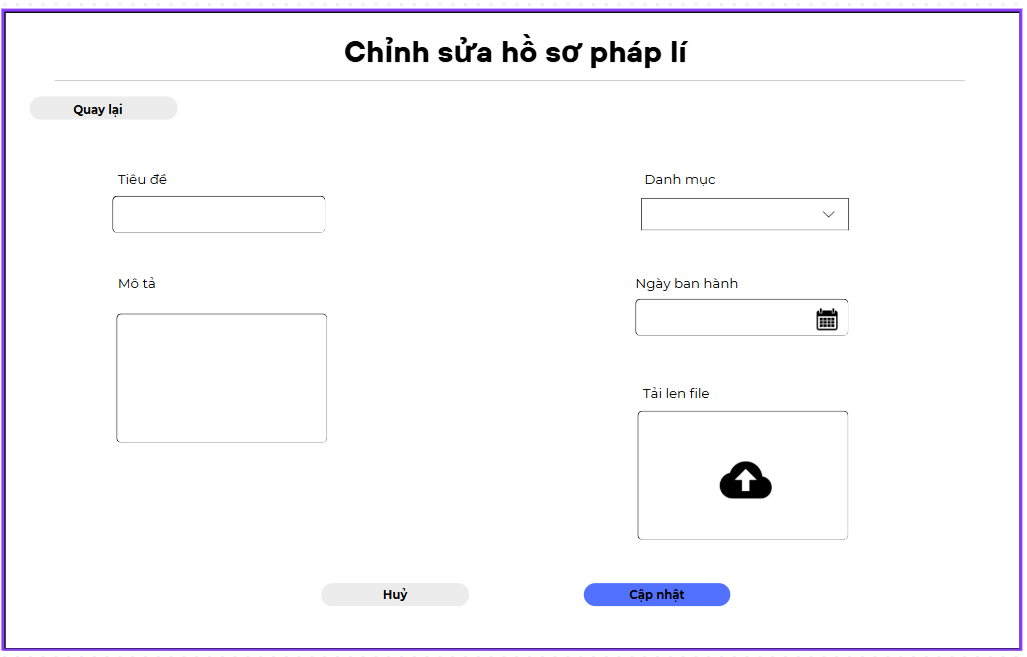 Chỉnh sửa hồ sơ pháp lí
Quay lại
Tiêu đề
Danh mục
Mô tả
Ngày ban hành
Tải len file
Huỷ
Cập nhật